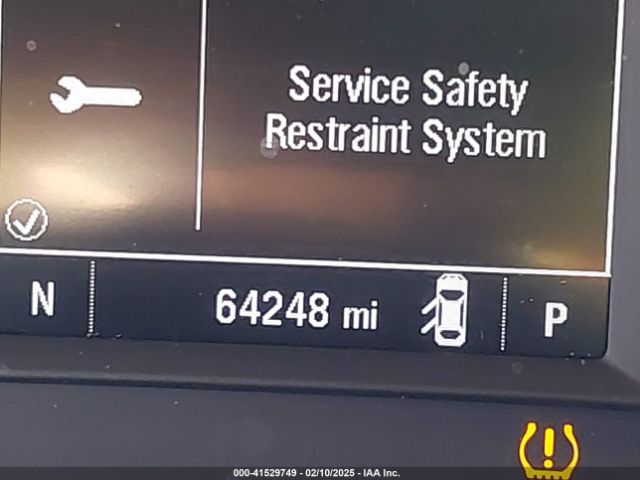 Service Safety
Restraint System
N 64248 mi P
000-41529749 - 02/10/2025 - IAA Inc.